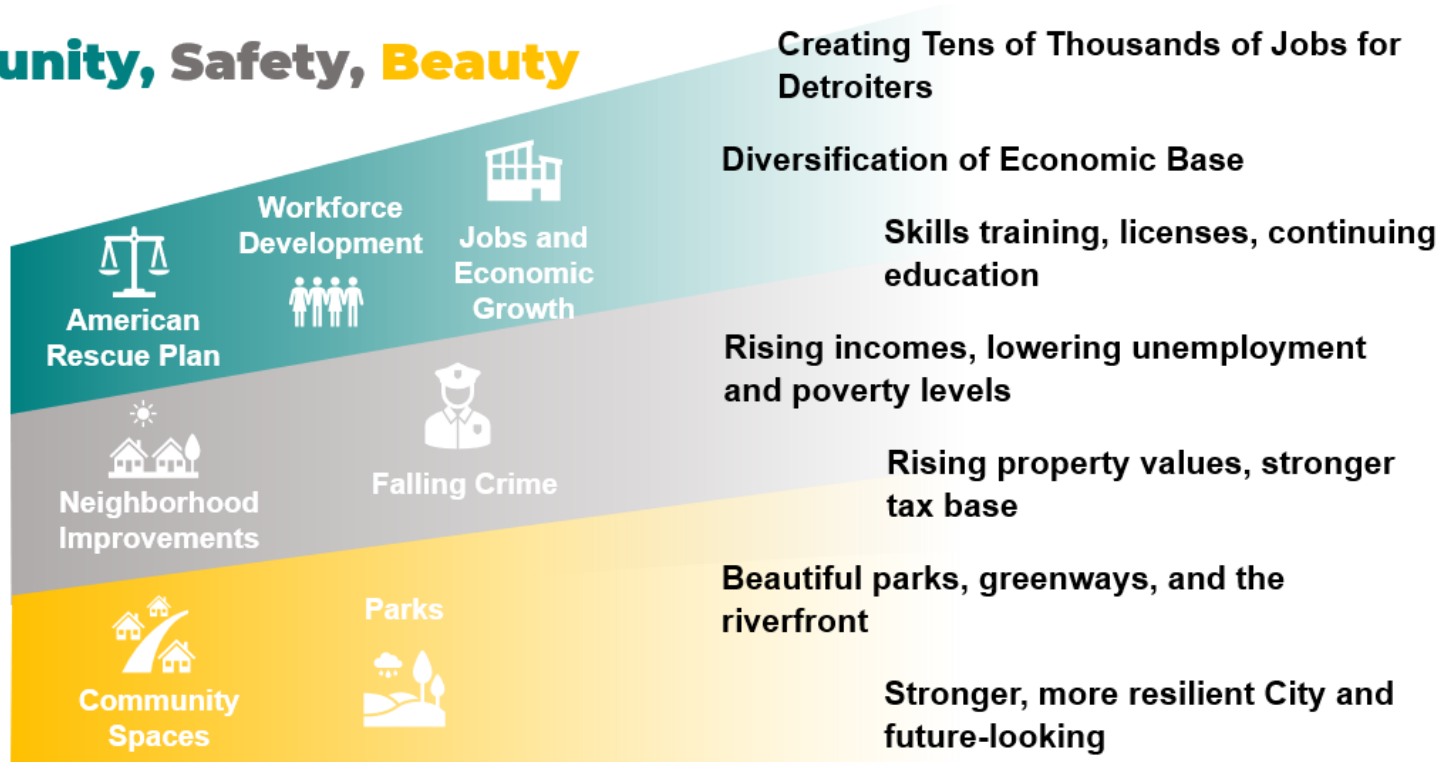 unity, Safety, Beauty
American
Rescue Plan
Workforce
Development
Jobs and
Economic
Growth
Neighborhood
Improvements
Falling Crime
Community
Spaces
Parks
Creating Tens of Thousands of Jobs for
Detroiters
Diversification of Economic Base
Skills training, licenses, continuing
education
Rising incomes, lowering unemployment
and poverty levels
Rising property values, stronger
tax base
Beautiful parks, greenways, and the
riverfront
Stronger, more resilient City and
future-looking